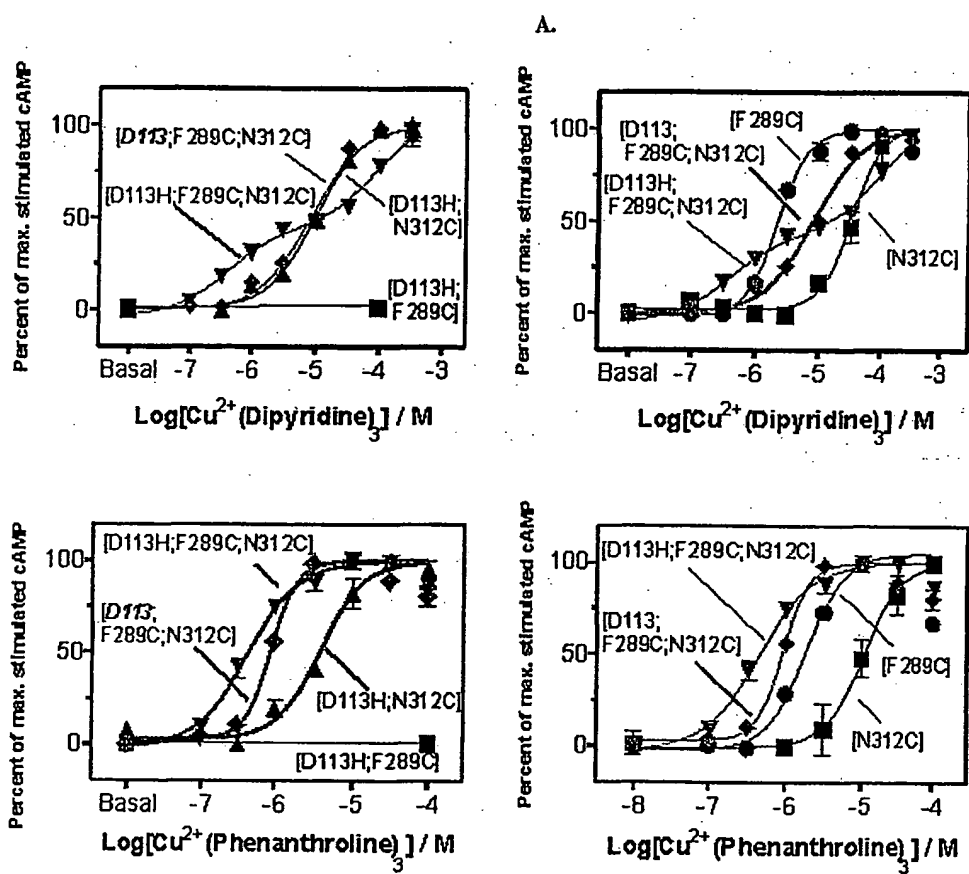 A.
Percent of max. stimulated cAMP
100
50
0
[D113;F289C;N312C]
[D113H;F289C;N312C]
[D113H;
N312C]
[D113H;
F289C]
Basal -7 -6 -5 -4 -3
Log[Cu2+(Dipyridine)3] / M
Percent of max. stimulated cAMP
100
50
0
[F289C]
[D113;
F289C;N312C]
[D113H;
F289C;N312C]
[N312C]
Basal -7 -6 -5 -4 -3
Log[Cu2+(Dipyridine)3] / M
Percent of max. stimulated cAMP
100
50
0
[D113H;F289C;N312C]
[D113;
F289C;N312C]
[D113H;N312C]
[D113H;F289C]
Basal -7 -6 -5 -4
Log[Cu2+(Phenanthroline)3] / M
Percent of max. stimulated cAMP
100
50
0
[D113H;F289C;N312C]
[D113;
F289C;N312C]
[F289C]
[N312C]
-8 -7 -6 -5 -4
Log[Cu2+(Phenanthroline)3] / M